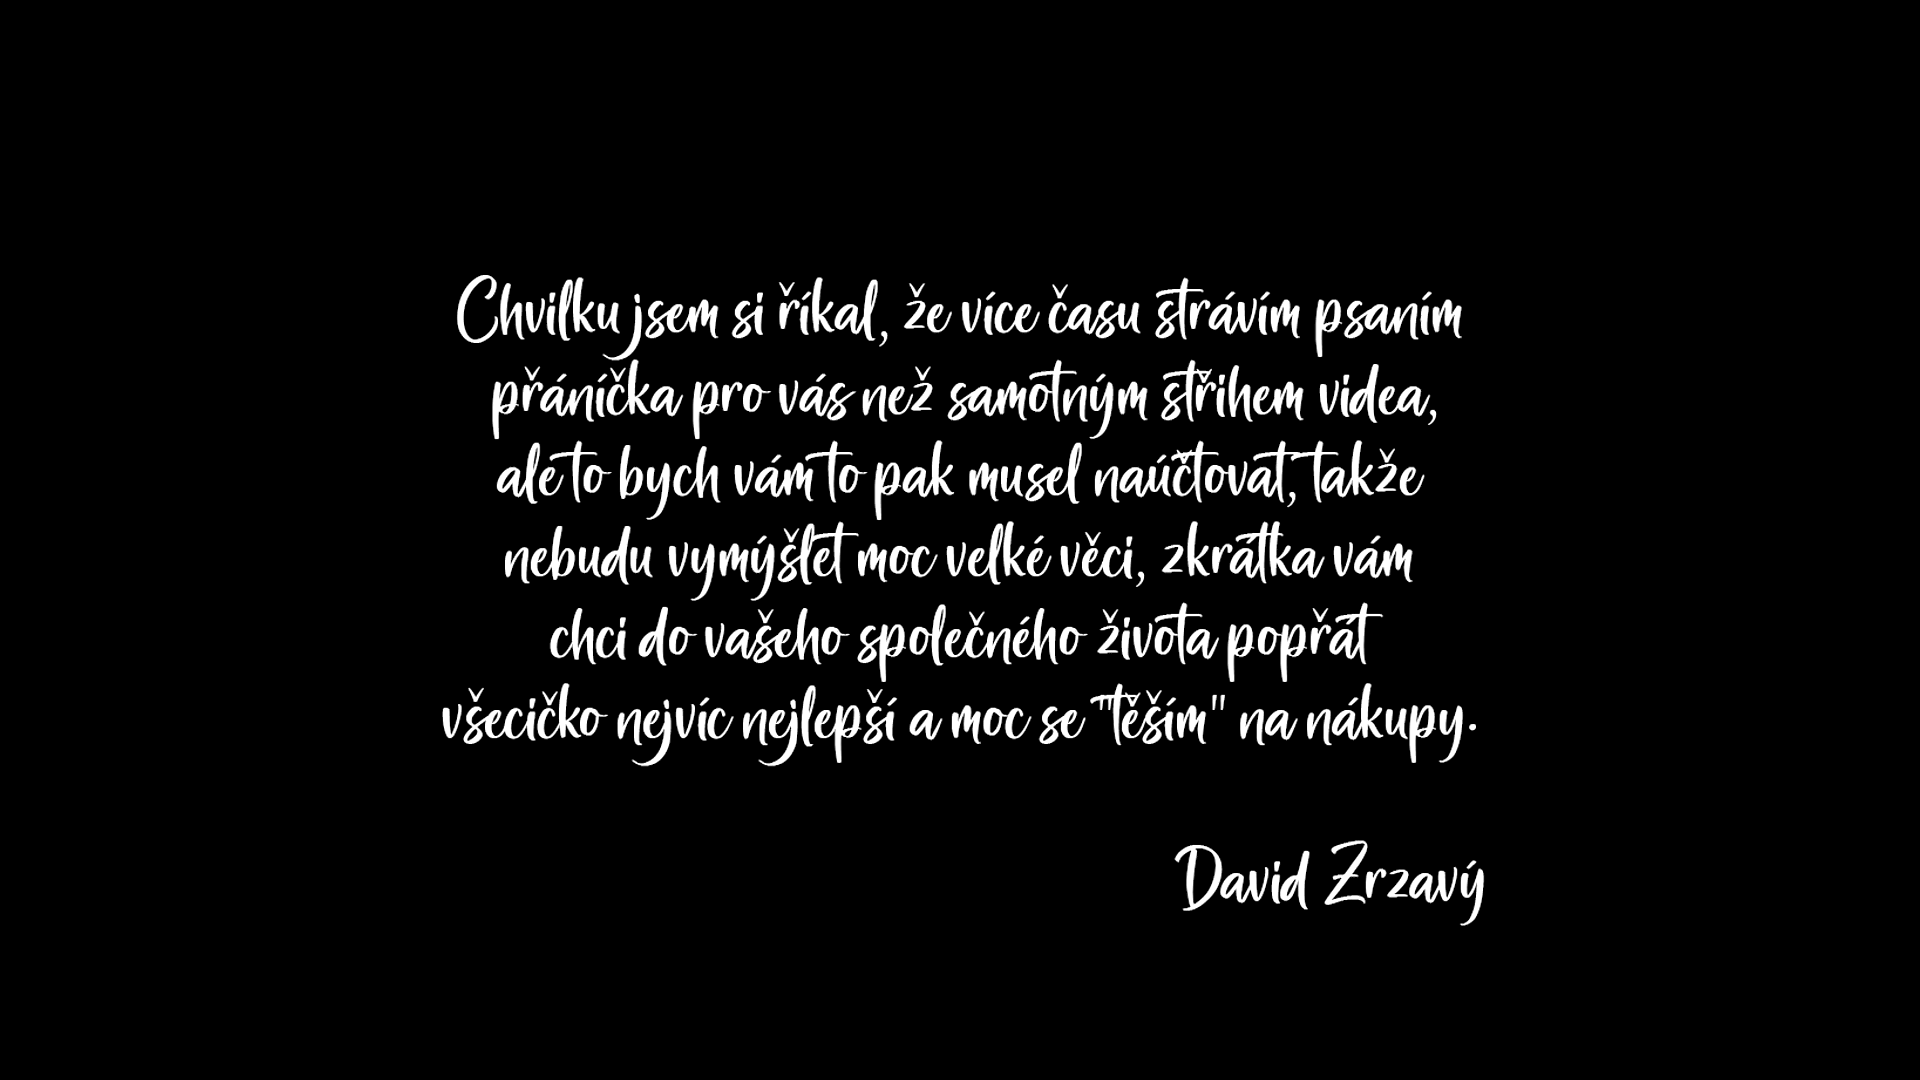 Chvilku jsem si říkal, že více času strávím psaním
přáníčka pro vás než samotným střihem videa,
ale to bych vám to pak musel naúčtovat, takže
nebudu vymýšlet moc velké věci, zkrátka vám
chci do vašeho společného života popřát
všecičko nejvíc nejlepší a moc se "těším" na nákupy.
David Zrzavý